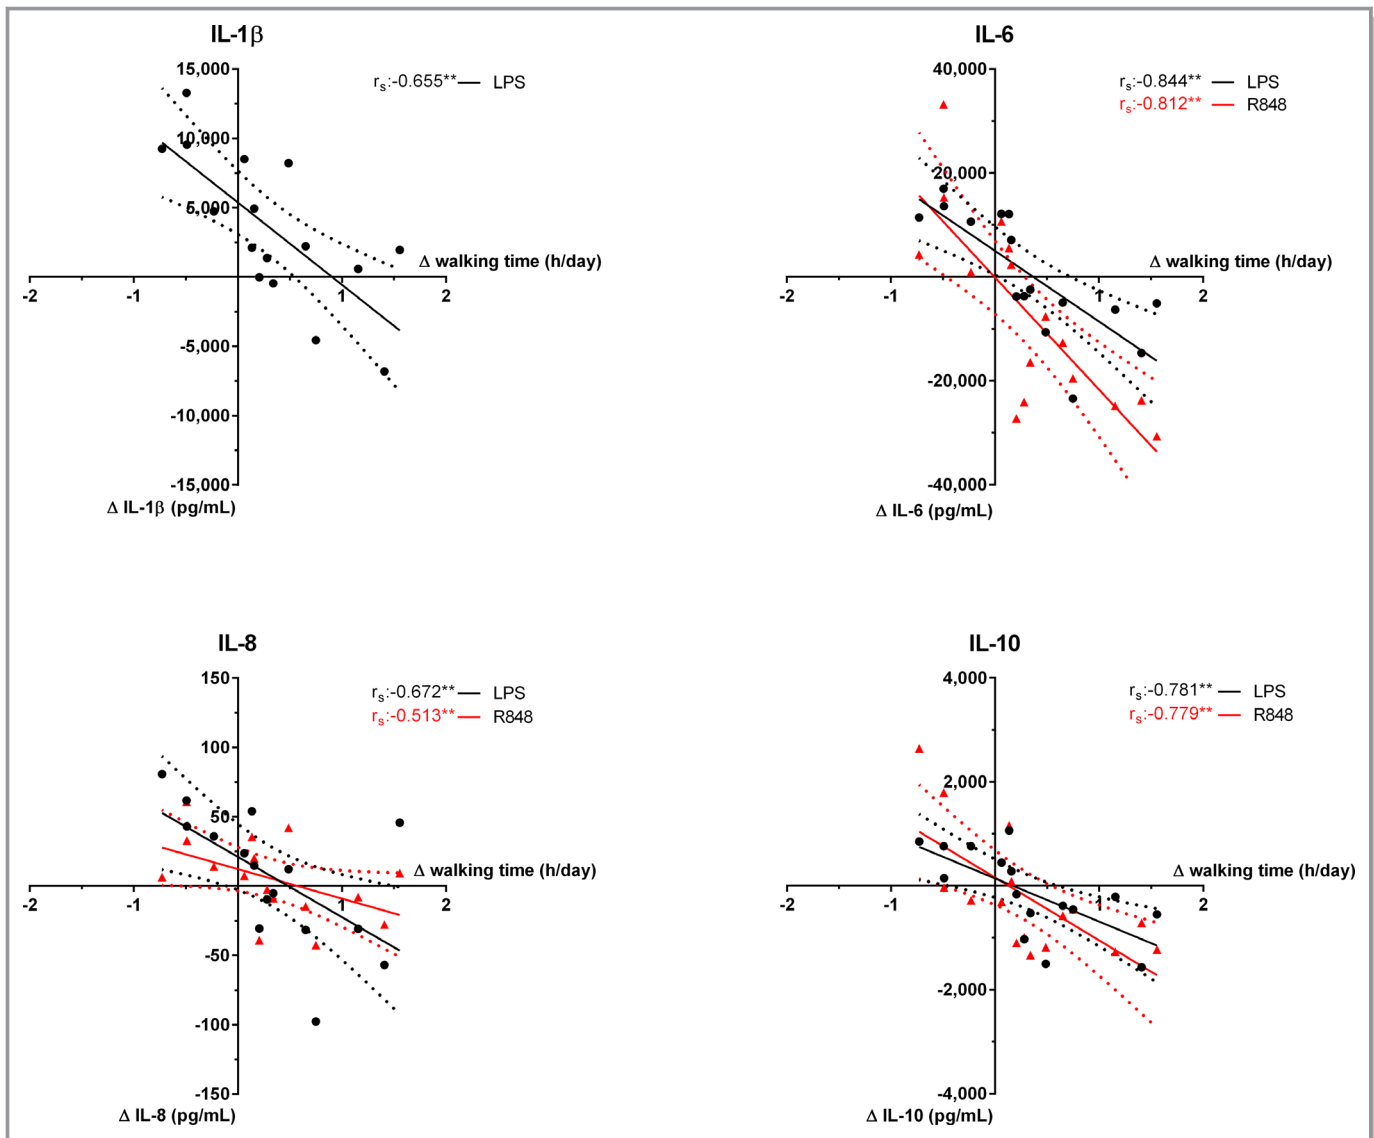 IL-1β
15,000
rs:-0.655** LPS
10,000
5,000
Δ walking time (h/day)
-2 -1 1 2
-5,000
-10,000
-15,000
Δ IL-1β (pg/mL)
IL-6
40,000
rs:-0.844** LPS
rs:-0.812** R848
20,000
Δ walking time (h/day)
-2 -1 1 2
-20,000
-40,000
Δ IL-6 (pg/mL)
IL-8
150
rs:-0.672** LPS
rs:-0.513** R848
100
50
Δ walking time (h/day)
-2 -1 1 2
-50
-100
-150
Δ IL-8 (pg/mL)
IL-10
4,000
rs:-0.781** LPS
rs:-0.779** R848
2,000
Δ walking time (h/day)
-2 -1 1 2
-2,000
-4,000
Δ IL-10 (pg/mL)